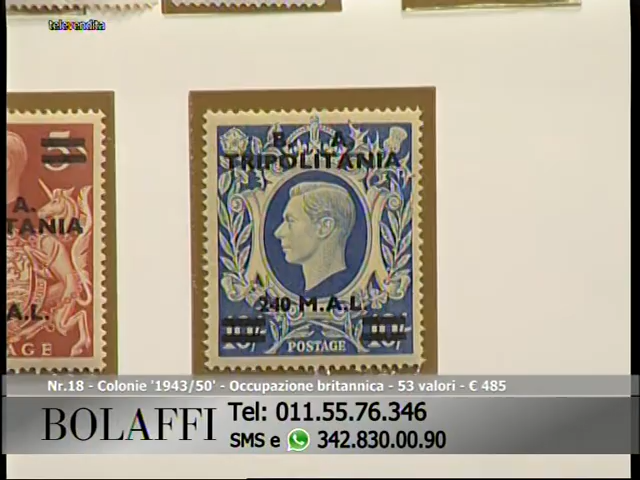 televendita
B. A.
TRIPOLITANIA
240 M.A.L.
10/- 10/-
POSTAGE
5/-
A.
TANIA
A.L.
AGE
Nr.18 - Colonie '1943/50' - Occupazione britannica - 53 valori - € 485
BOLAFFI
Tel: 011.55.76.346
SMS e 342.830.00.90